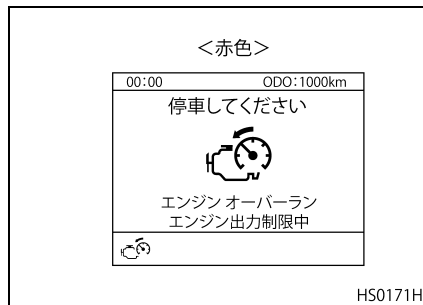 ＜赤色＞
00:00 ODO:1000km
停車してください
エンジン オーバーラン
エンジン出力制限中
HS0171H